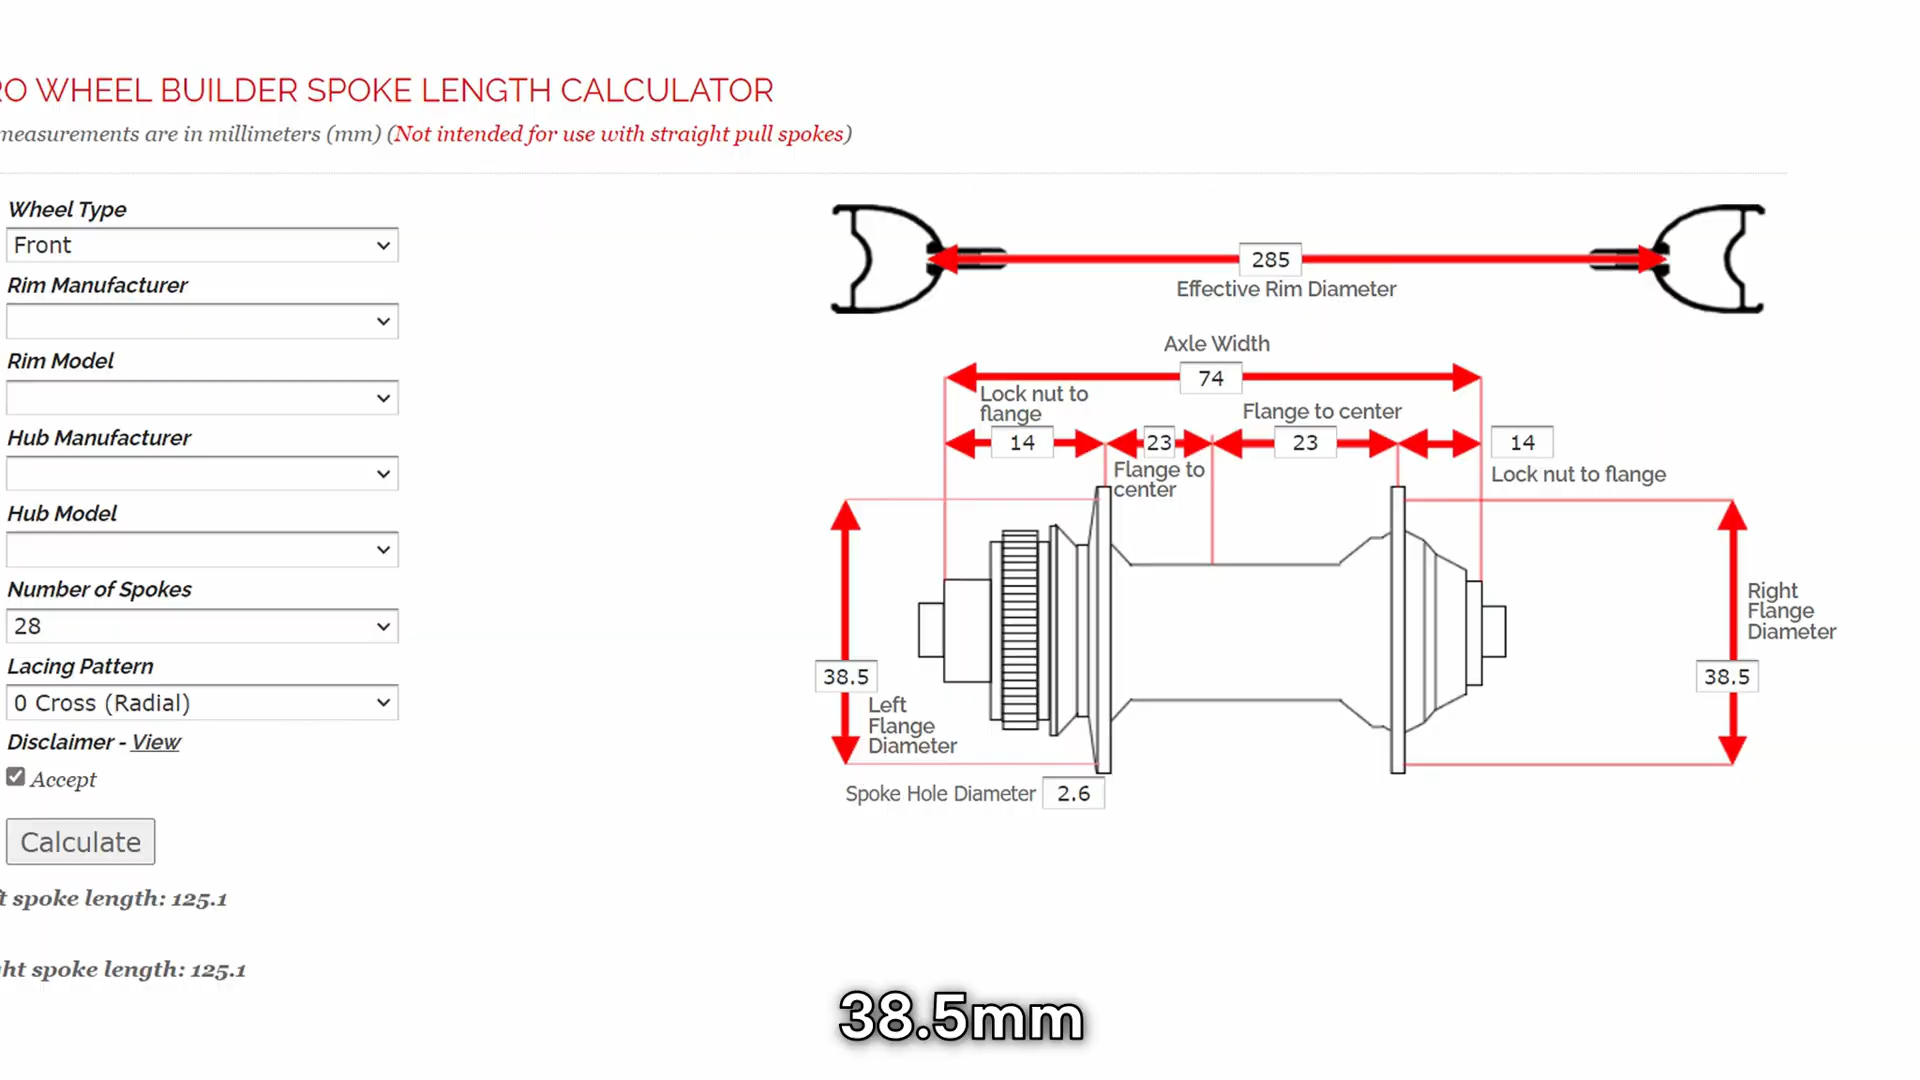 RO WHEEL BUILDER SPOKE LENGTH CALCULATOR
measurements are in millimeters (mm) (Not intended for use with straight pull spokes)
Wheel Type
Front
Rim Manufacturer
Rim Model
Hub Manufacturer
Hub Model
Number of Spokes
28
Lacing Pattern
0 Cross (Radial)
Disclaimer - View
Accept
Calculate
ft spoke length: 125.1
ght spoke length: 125.1
285
Effective Rim Diameter
Axle Width
74
Lock nut to
flange
Flange to center
14
23
23
14
Flange to
center
Lock nut to flange
38.5
Left
Flange
Diameter
Right
Flange
Diameter
38.5
Spoke Hole Diameter 2.6
38.5mm